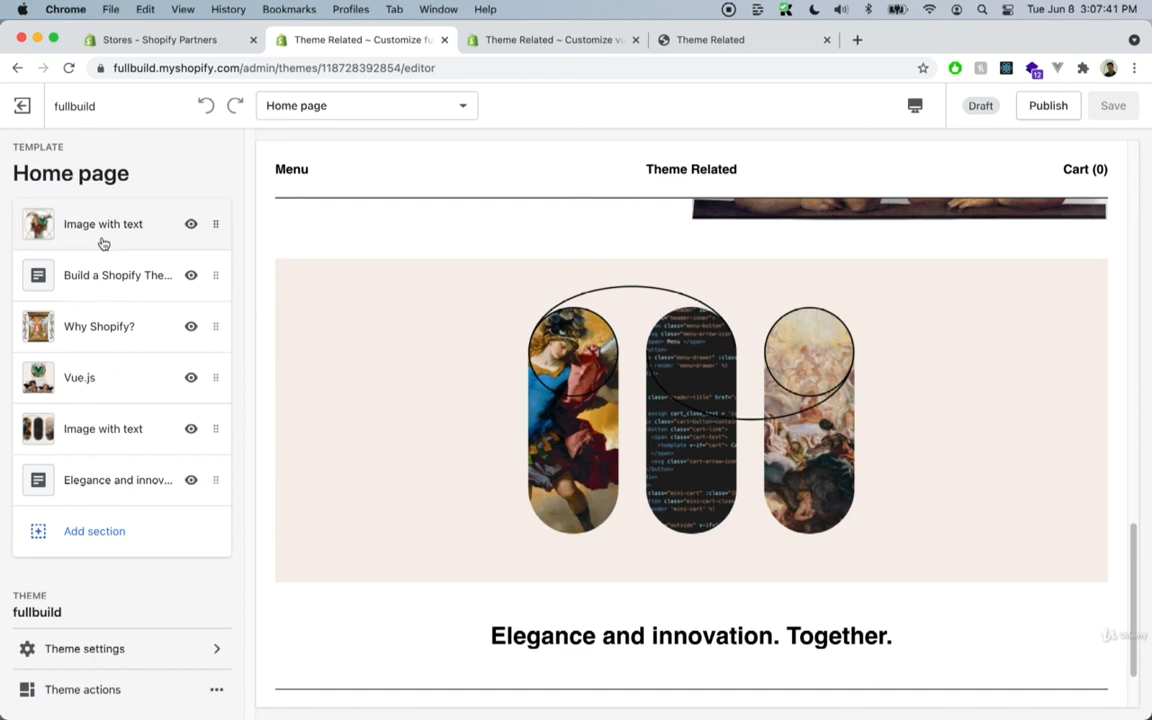 Chrome File Edit View History Bookmarks Profiles Tab Window Help Tue Jun 8 3:07:41 PM
Stores - Shopify Partners
Theme Related ~ Customize fu
Theme Related ~ Customize vu
Theme Related
fullbuild.myshopify.com/admin/themes/118728392854/editor
12
fullbuild
Home page
Draft
Publish
Save
TEMPLATE
Home page
Image with text
Build a Shopify The...
Why Shopify?
Vue.js
Image with text
Elegance and innov...
Add section
THEME
fullbuild
Theme settings
Theme actions
Menu
Theme Related
Cart (0)
Elegance and innovation. Together.
Udemy